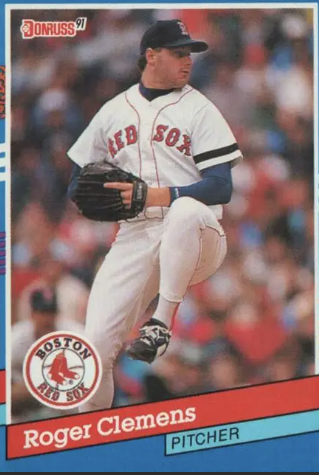 DONRUSS '91
RED SOX
BOSTON
RED SOX
Roger Clemens
PITCHER